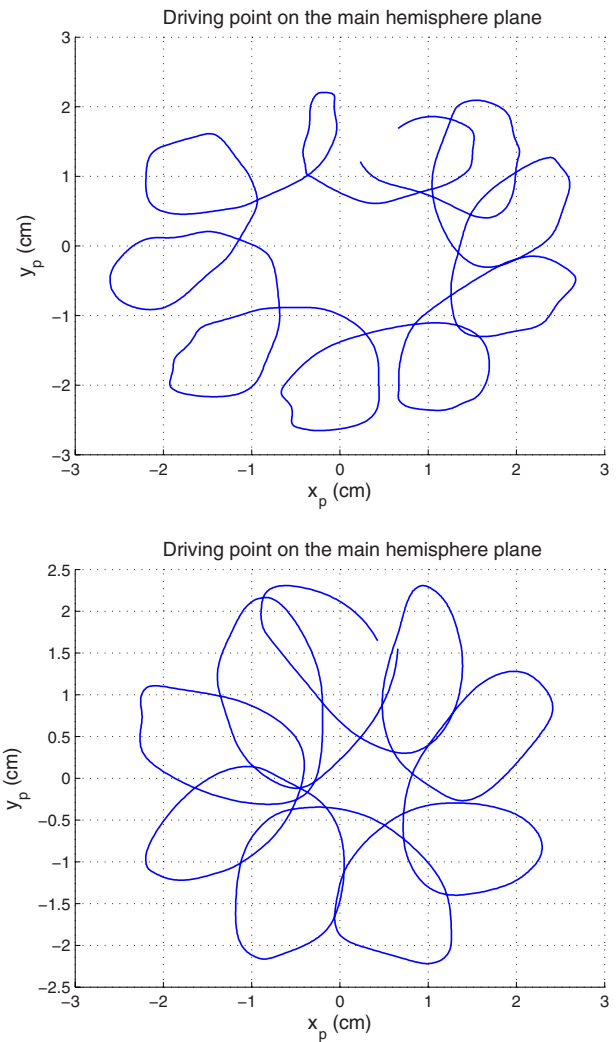 Driving point on the main hemisphere plane
3
2
1
0
−1
−2
−3
y_p (cm)
−3 −2 −1 0 1 2 3
x_p (cm)
Driving point on the main hemisphere plane
2.5
2
1.5
1
0.5
0
−0.5
−1
−1.5
−2
−2.5
y_p (cm)
−3 −2 −1 0 1 2 3
x_p (cm)